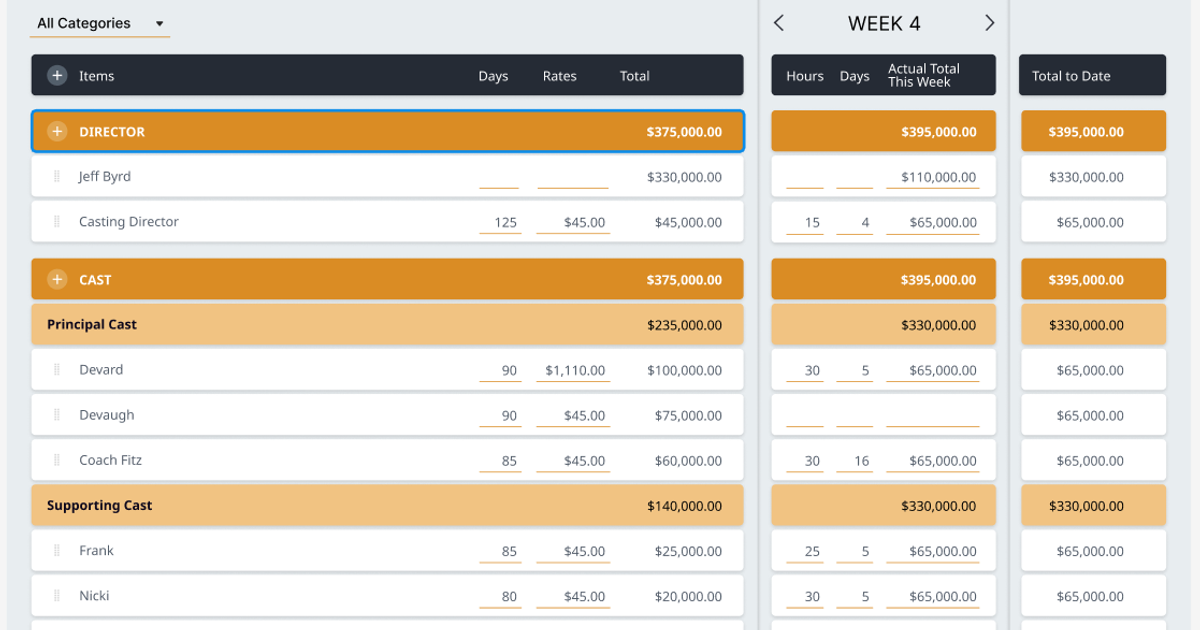 All Categories
WEEK 4
Items Days Rates Total Hours Days Actual Total This Week Total to Date
DIRECTOR $375,000.00 $395,000.00 $395,000.00
Jeff Byrd $330,000.00 $110,000.00 $330,000.00
Casting Director 125 $45.00 $45,000.00 15 4 $65,000.00 $65,000.00
CAST $375,000.00 $395,000.00 $395,000.00
Principal Cast $235,000.00 $330,000.00 $330,000.00
Devard 90 $1,110.00 $100,000.00 30 5 $65,000.00 $65,000.00
Devaugh 90 $45.00 $75,000.00 $65,000.00
Coach Fitz 85 $45.00 $60,000.00 30 16 $65,000.00 $65,000.00
Supporting Cast $140,000.00 $330,000.00 $330,000.00
Frank 85 $45.00 $25,000.00 25 5 $65,000.00 $65,000.00
Nicki 80 $45.00 $20,000.00 30 5 $65,000.00 $65,000.00